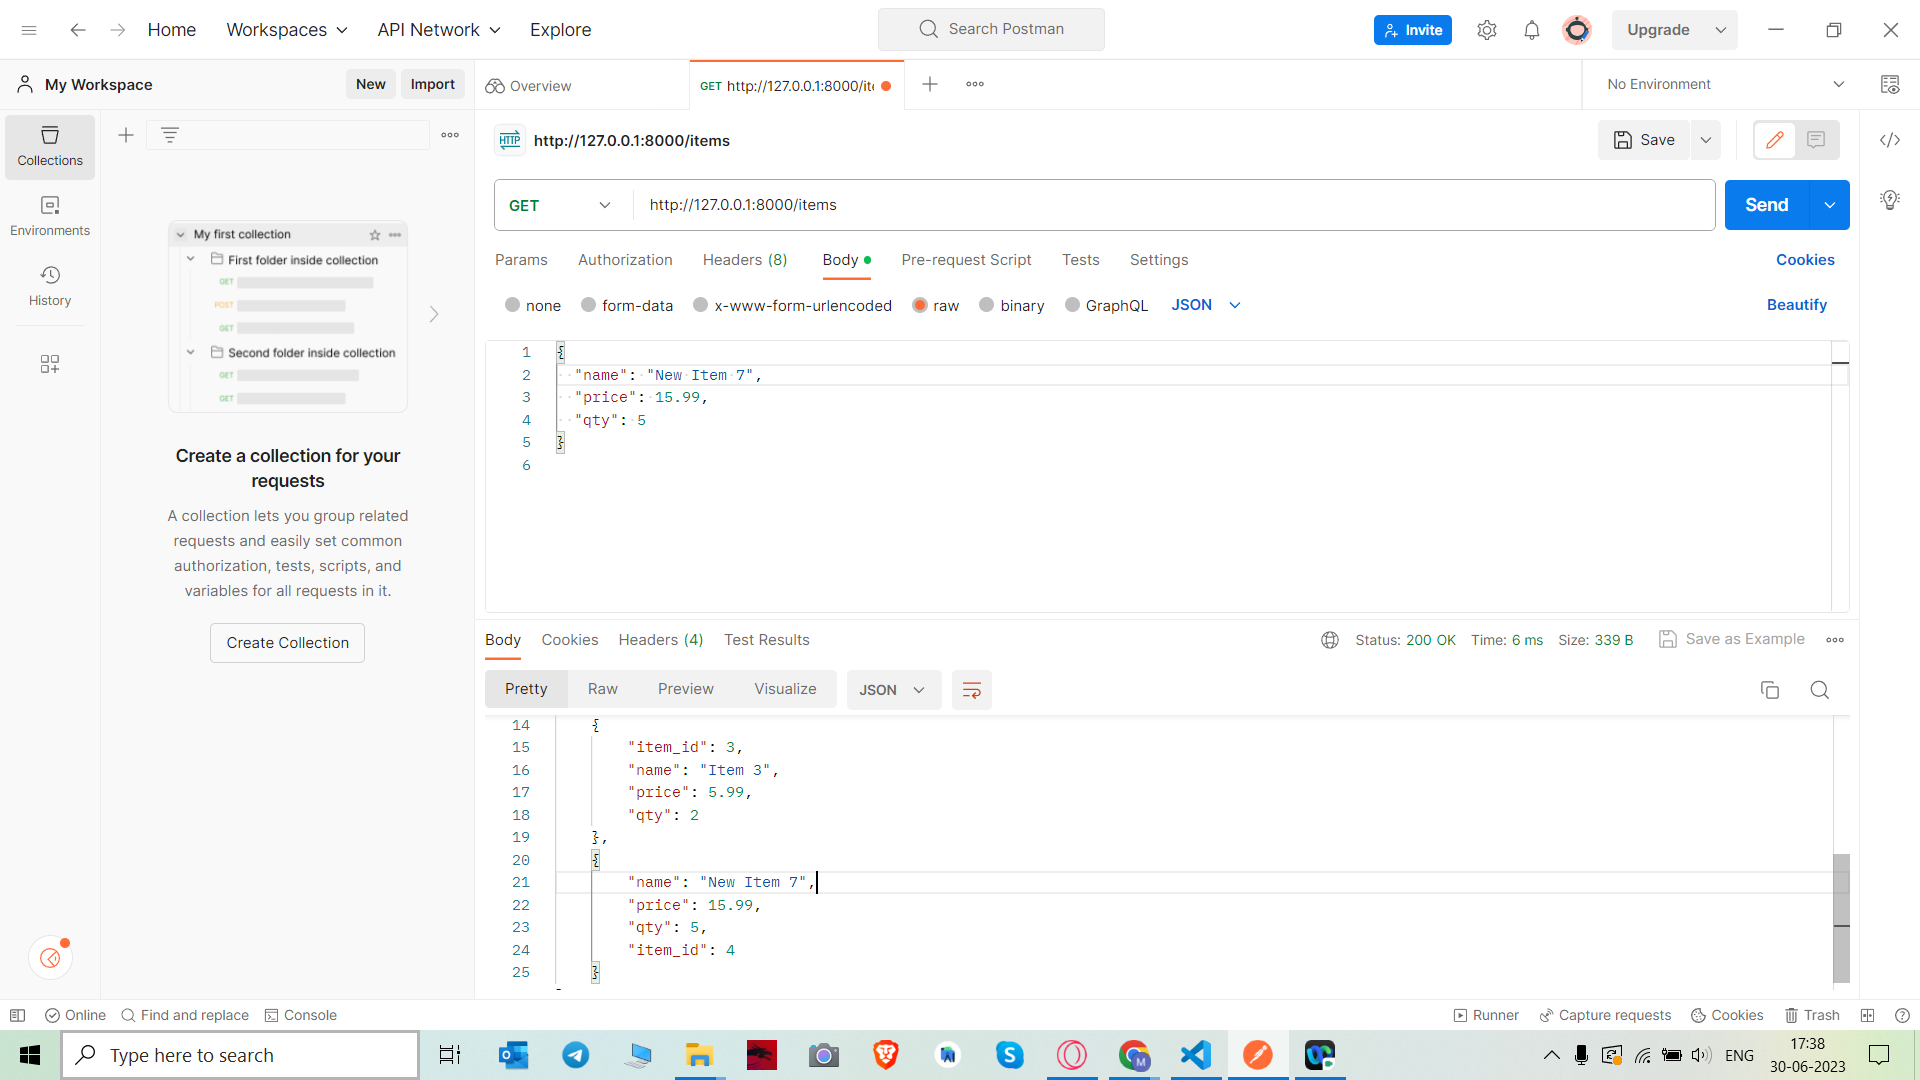 Home
Workspaces
API Network
Explore
Search Postman
Invite
Upgrade
My Workspace
New
Import
Overview
GET http://127.0.0.1:8000/ite
No Environment
Collections
Environments
History
My first collection
First folder inside collection
GET
POST
GET
Second folder inside collection
GET
GET
Create a collection for your
requests
A collection lets you group related
requests and easily set common
authorization, tests, scripts, and
variables for all requests in it.
Create Collection
HTTP http://127.0.0.1:8000/items
Save
GET
http://127.0.0.1:8000/items
Send
Params
Authorization
Headers (8)
Body
Pre-request Script
Tests
Settings
Cookies
none
form-data
x-www-form-urlencoded
raw
binary
GraphQL
JSON
Beautify
1 {
2 "name": "New Item 7",
3 "price": 15.99,
4 "qty": 5
5 }
6
Body
Cookies
Headers (4)
Test Results
Status: 200 OK
Time: 6 ms
Size: 339 B
Save as Example
Pretty
Raw
Preview
Visualize
JSON
14 {
15 "item_id": 3,
16 "name": "Item 3",
17 "price": 5.99,
18 "qty": 2
19 },
20 {
21 "name": "New Item 7",
22 "price": 15.99,
23 "qty": 5,
24 "item_id": 4
25 }
Online
Find and replace
Console
Runner
Capture requests
Cookies
Trash
Type here to search
M
ENG
17:38
30-06-2023